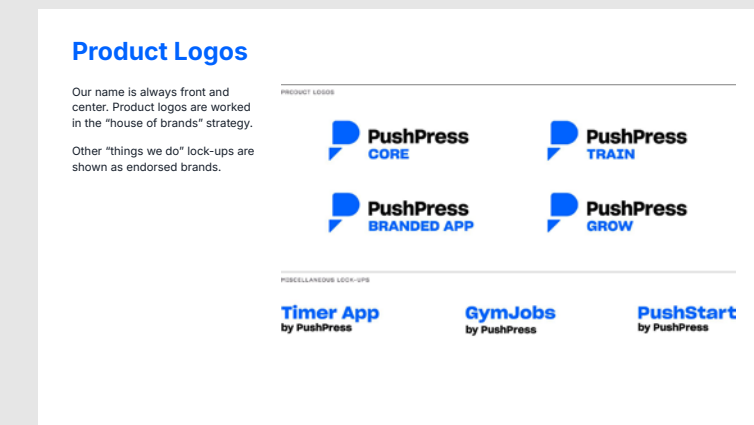 Product Logos
Our name is always front and
center. Product logos are worked
in the “house of brands” strategy.
Other “things we do” lock-ups are
shown as endorsed brands.
PRODUCT LOGOS
PushPress
CORE
PushPress
TRAIN
PushPress
BRANDED APP
PushPress
GROW
MISCELLANEOUS LOCK-UPS
Timer App
by PushPress
GymJobs
by PushPress
PushStart
by PushPress